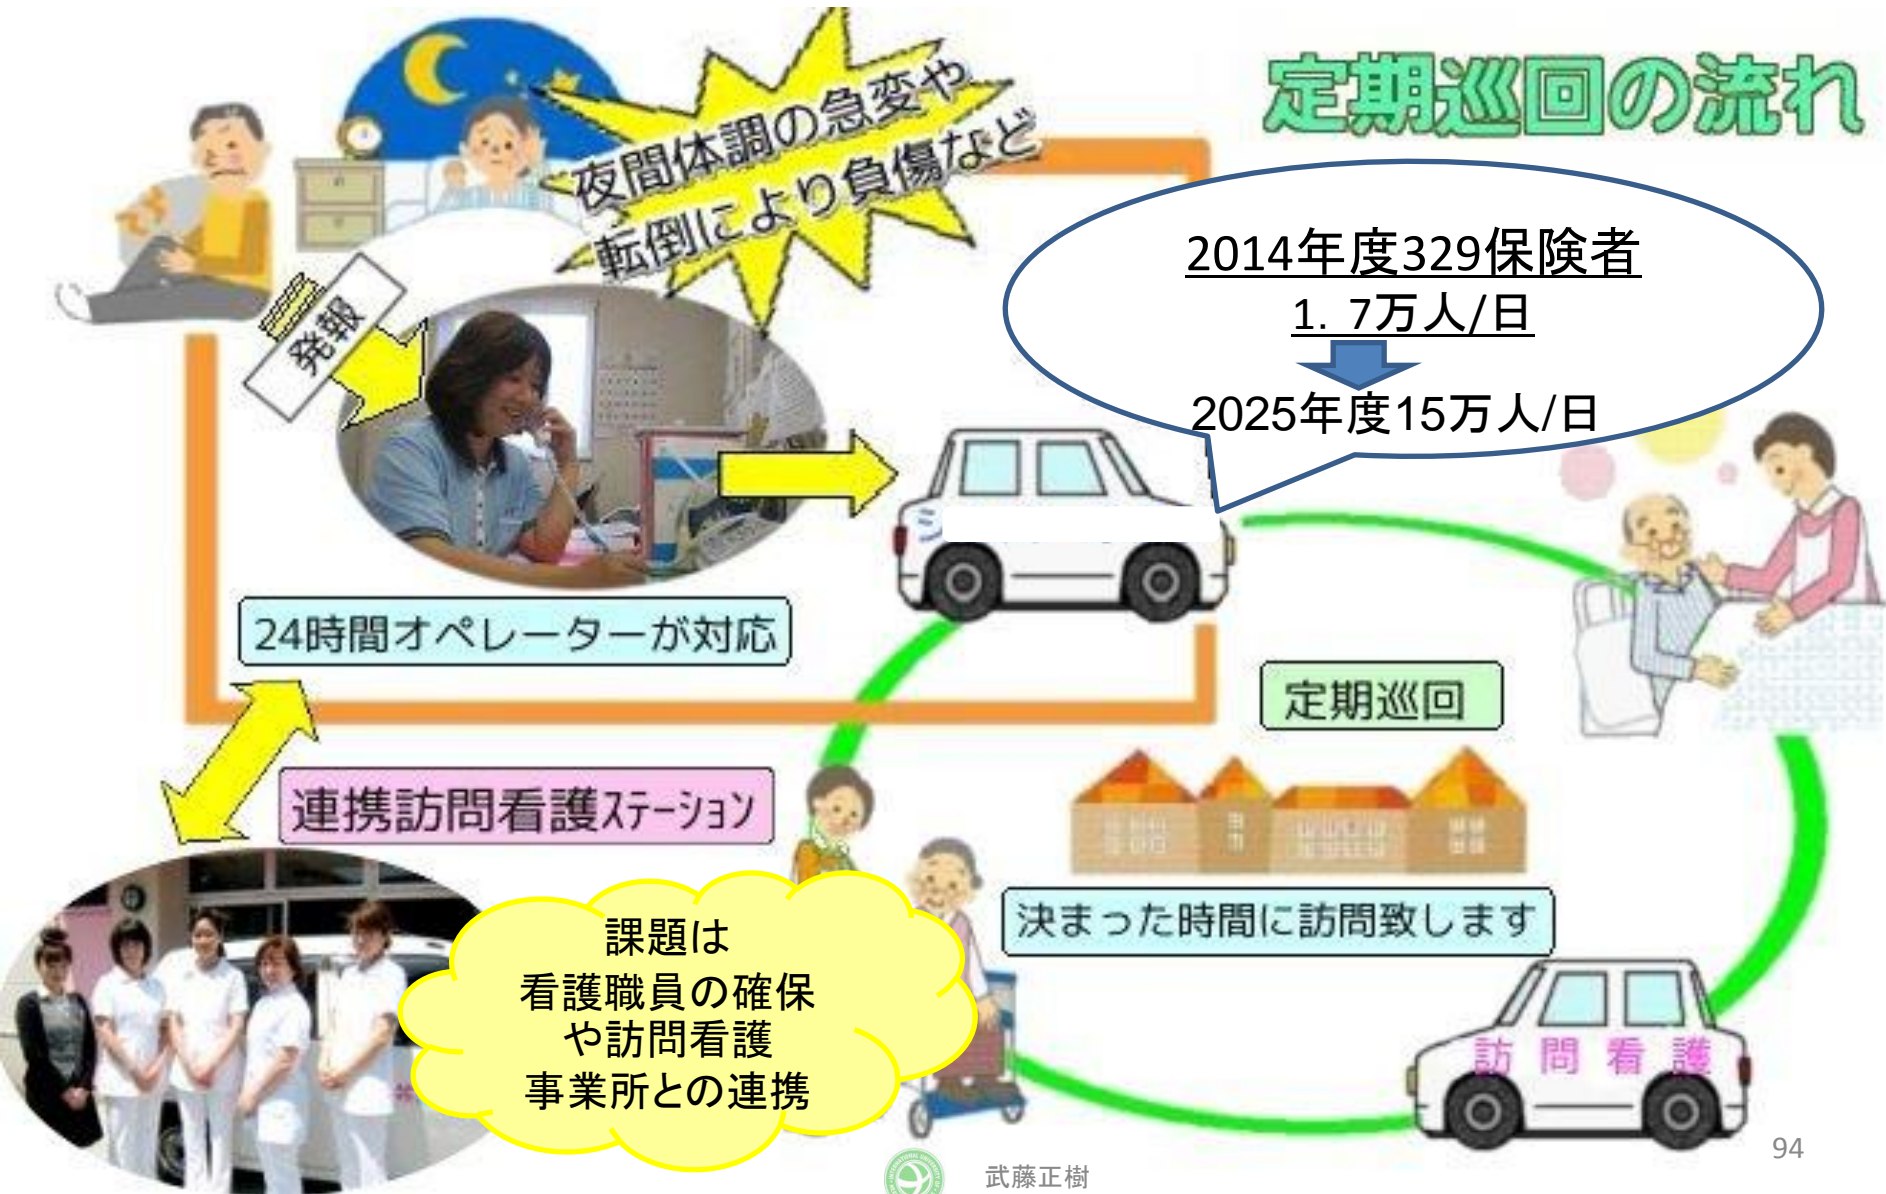 定期巡回の流れ
夜間体調の急変や
転倒により負傷など
2014年度329保険者
1．7万人/日
2025年度15万人/日
発報
24時間オペレーターが対応
定期巡回
連携訪問看護ステーション
決まった時間に訪問致します
課題は
看護職員の確保
や訪問看護
事業所との連携
訪問看護
94
武藤正樹